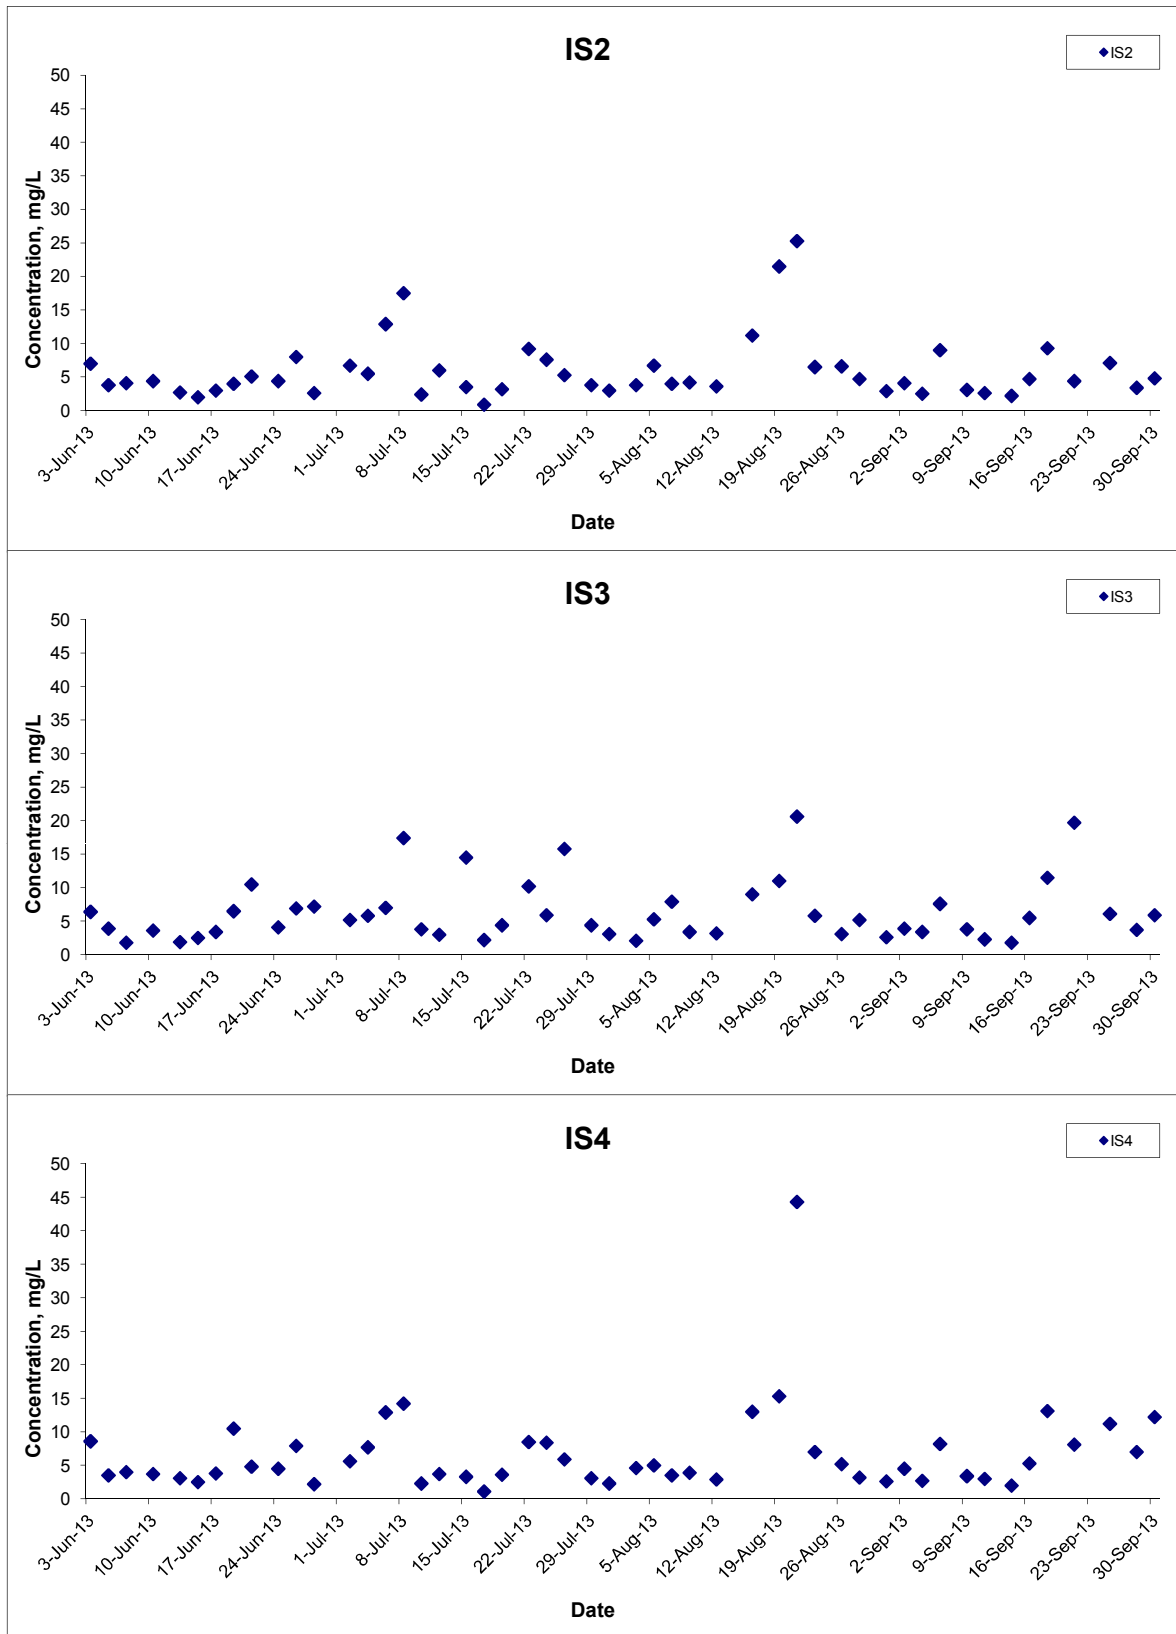 IS2
IS2
50
45
40
35
30
25
20
15
10
5
0
Concentration, mg/L
3-Jun-13
10-Jun-13
17-Jun-13
24-Jun-13
1-Jul-13
8-Jul-13
15-Jul-13
22-Jul-13
29-Jul-13
5-Aug-13
12-Aug-13
19-Aug-13
26-Aug-13
2-Sep-13
9-Sep-13
16-Sep-13
23-Sep-13
30-Sep-13
Date
IS3
IS3
50
45
40
35
30
25
20
15
10
5
0
Concentration, mg/L
3-Jun-13
10-Jun-13
17-Jun-13
24-Jun-13
1-Jul-13
8-Jul-13
15-Jul-13
22-Jul-13
29-Jul-13
5-Aug-13
12-Aug-13
19-Aug-13
26-Aug-13
2-Sep-13
9-Sep-13
16-Sep-13
23-Sep-13
30-Sep-13
Date
IS4
IS4
50
45
40
35
30
25
20
15
10
5
0
Concentration, mg/L
3-Jun-13
10-Jun-13
17-Jun-13
24-Jun-13
1-Jul-13
8-Jul-13
15-Jul-13
22-Jul-13
29-Jul-13
5-Aug-13
12-Aug-13
19-Aug-13
26-Aug-13
2-Sep-13
9-Sep-13
16-Sep-13
23-Sep-13
30-Sep-13
Date